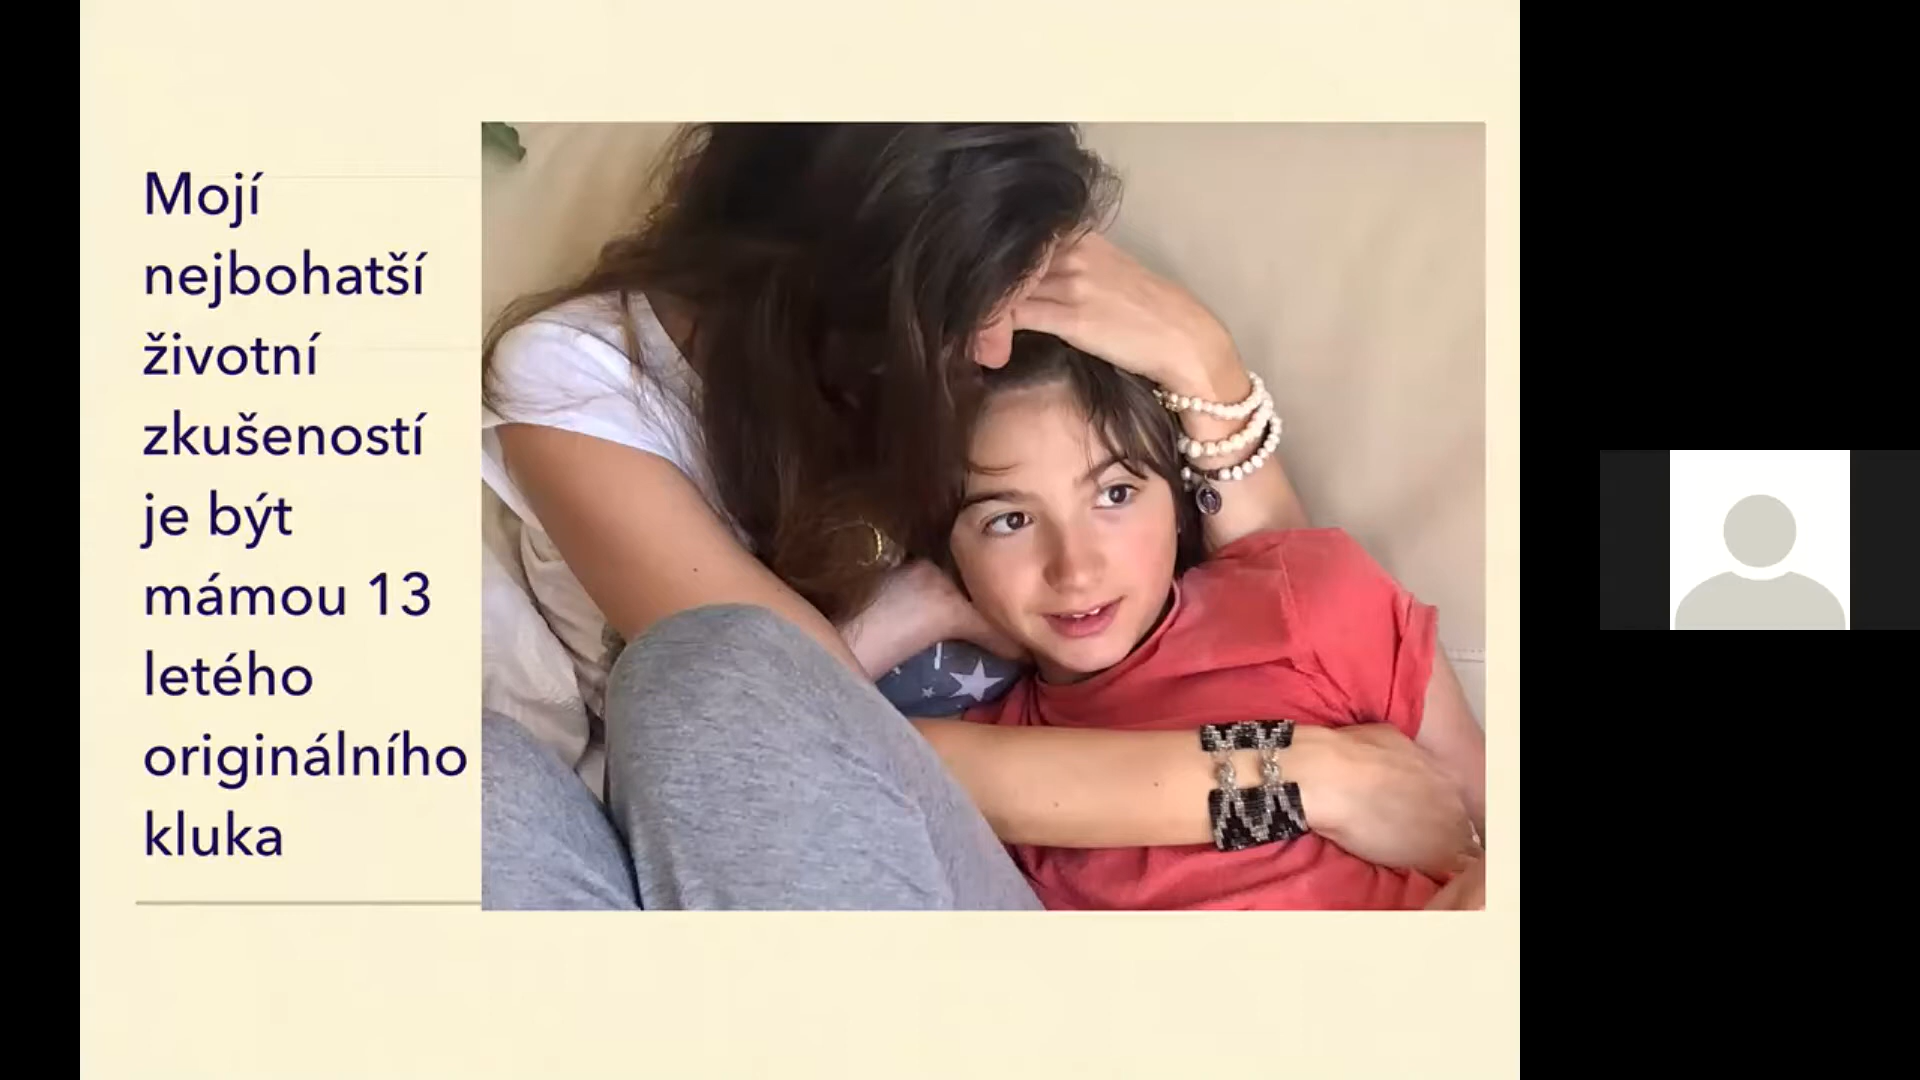 Mojí
nejbohatší
životní
zkušeností
je být
mámou 13
letého
originálního
kluka